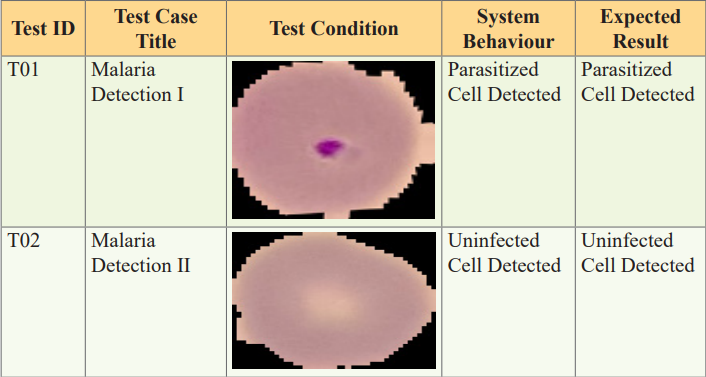 Test ID
Test Case
Title
Test Condition
System
Behaviour
Expected
Result
T01
Malaria
Detection I
Parasitized
Cell Detected
Parasitized
Cell Detected
T02
Malaria
Detection II
Uninfected
Cell Detected
Uninfected
Cell Detected